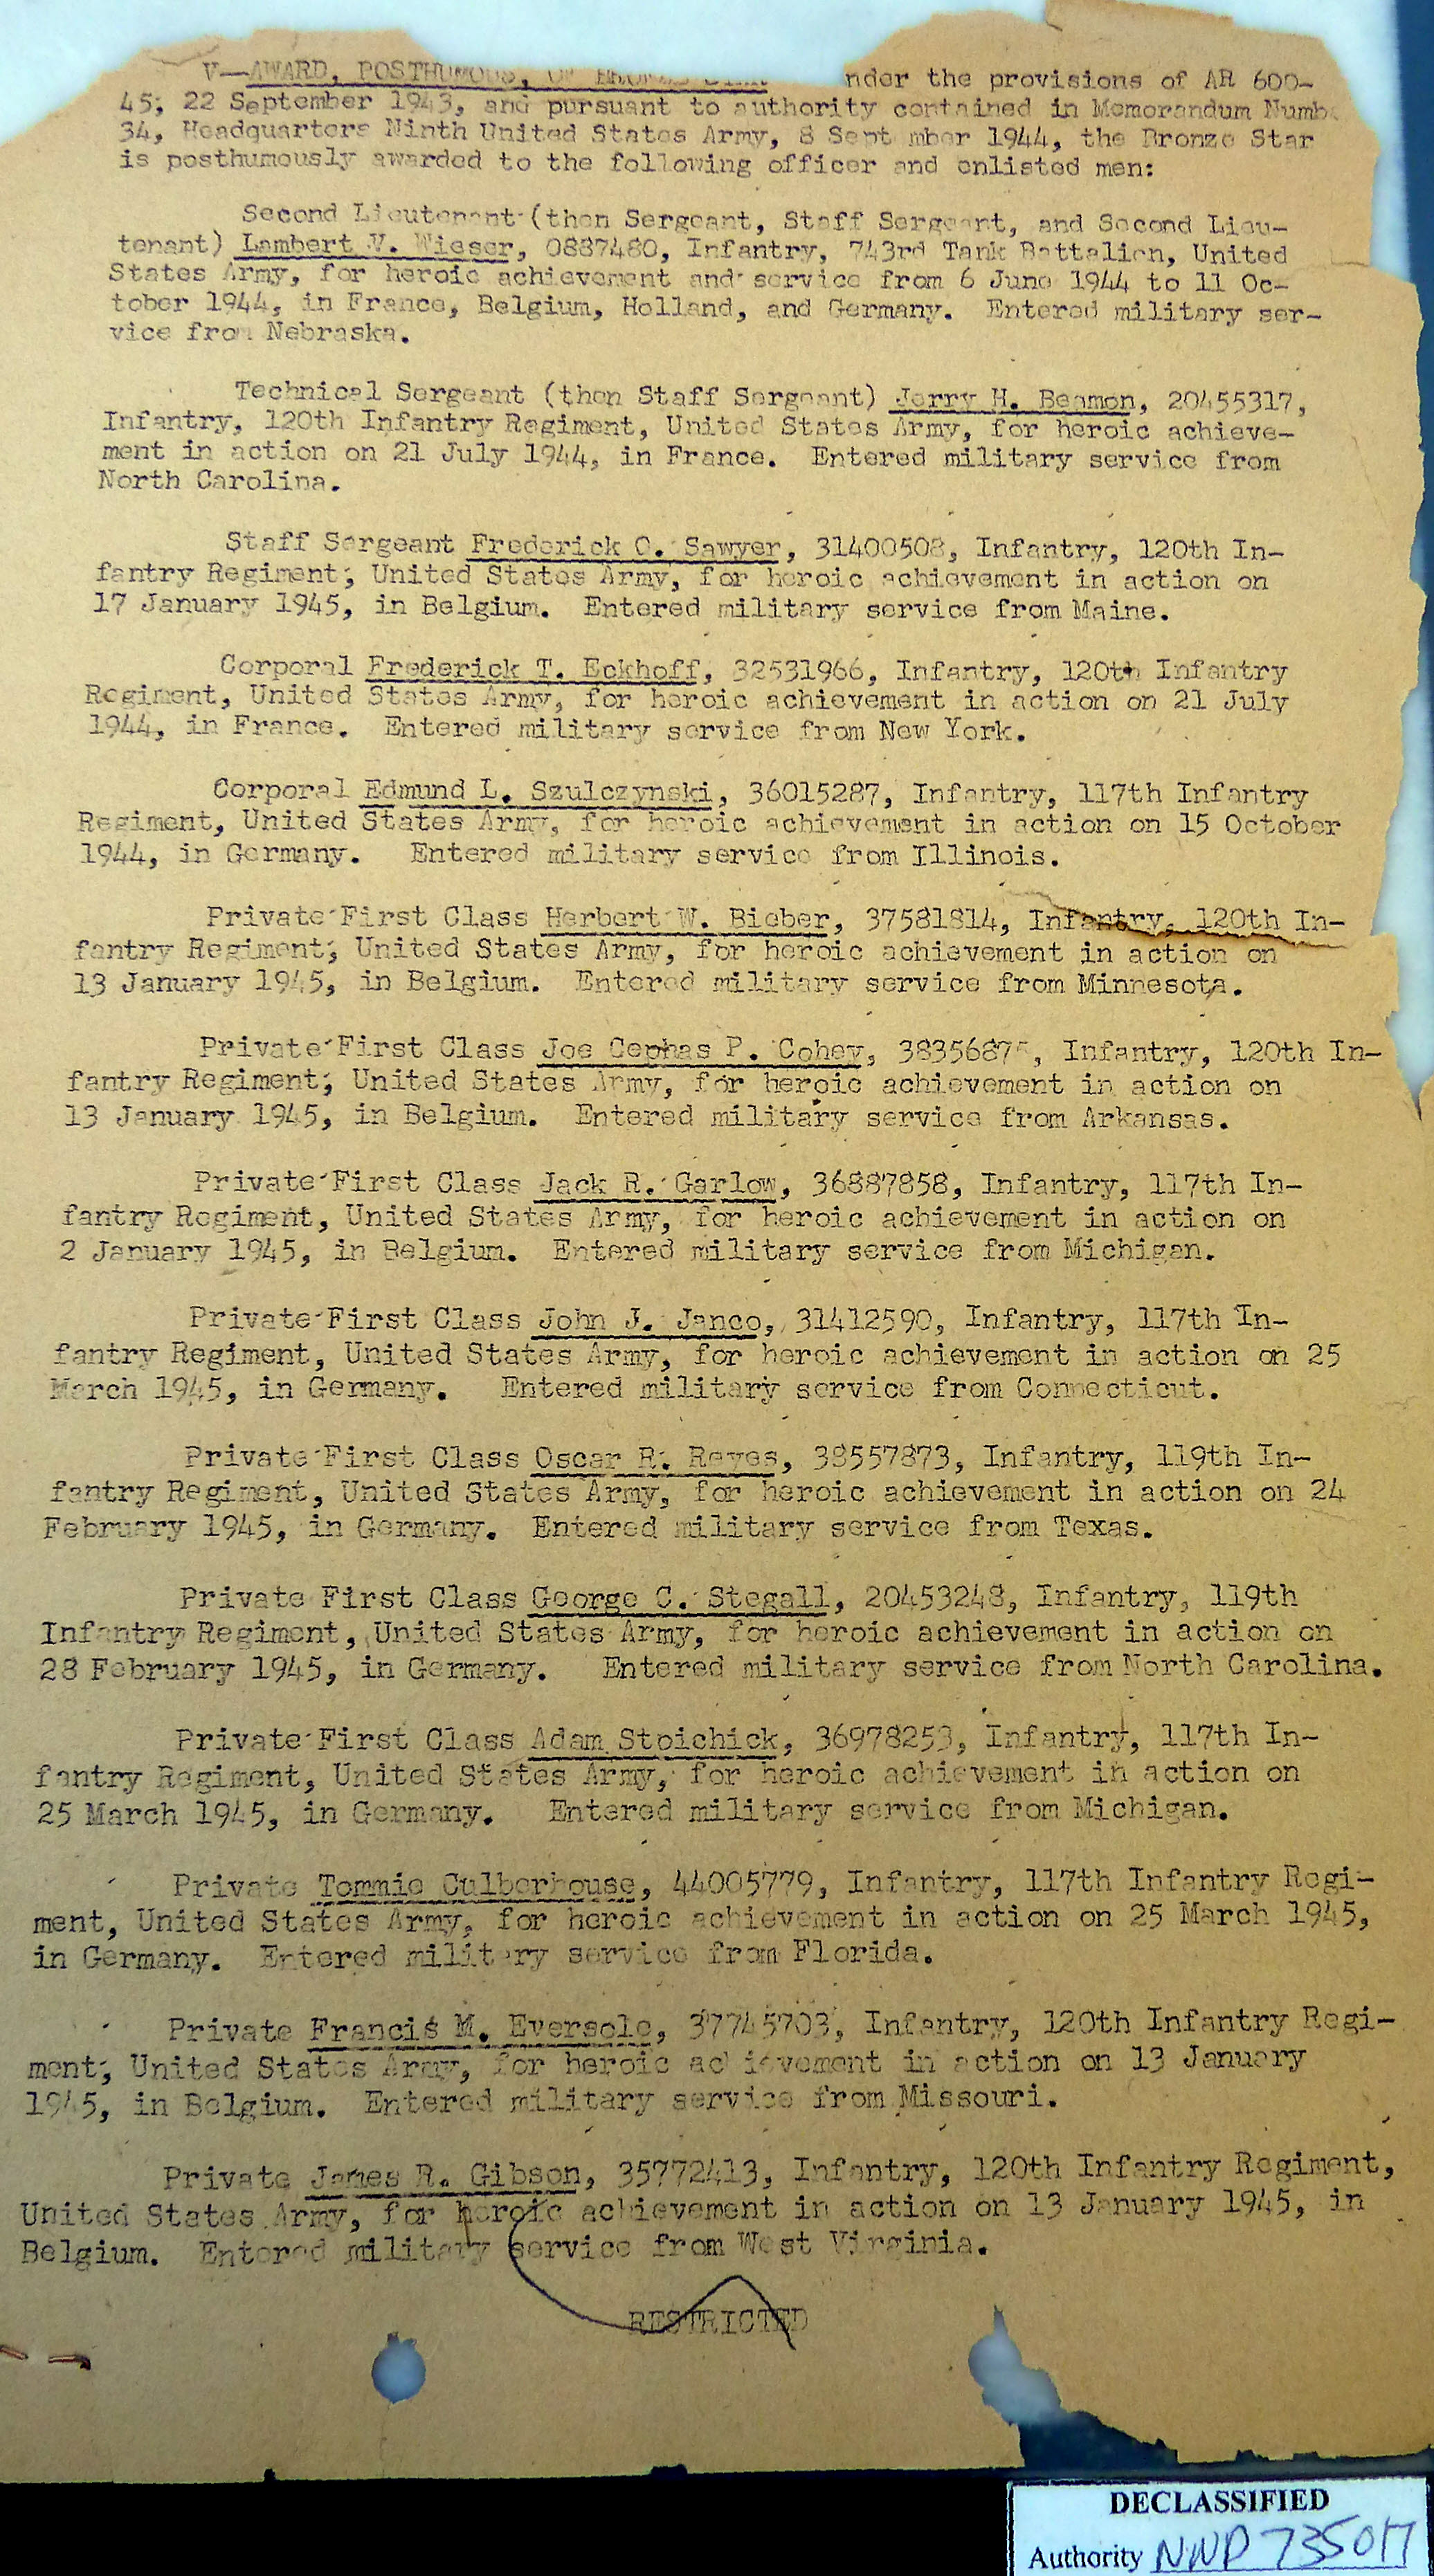 V—AWARD, POSTHUMOUS, OF BRONZE STAR nder the provisions of AR 600-
45, 22 September 1943, and pursuant to authority contained in Memorandum Numb
34, Headquarters Ninth United States Army, 8 Sept mber 1944, the Bronze Star
is posthumously awarded to the following officer and enlisted men:
Second Lieutenant (then Sergeant, Staff Sergeant, and Second Lieu-
tenant) Lambert V. Wieser, 0887480, Infantry, 743rd Tank Battalion, United
States Army, for heroic achievement and service from 6 June 1944 to 11 Oc-
tober 1944, in France, Belgium, Holland, and Germany. Entered military ser-
vice from Nebraska.
Technical Sergeant (then Staff Sergeant) Jerry H. Beamon, 20455317,
Infantry, 120th Infantry Regiment, United States Army, for heroic achieve-
ment in action on 21 July 1944, in France. Entered military service from
North Carolina.
Staff Sergeant Frederick O. Sawyer, 31400508, Infantry, 120th In-
fantry Regiment, United States Army, for heroic achievement in action on
17 January 1945, in Belgium. Entered military service from Maine.
Corporal Frederick T. Eckhoff, 32531966, Infantry, 120th Infantry
Regiment, United States Army, for heroic achievement in action on 21 July
1944, in France. Entered military service from New York.
Corporal Edmund L. Szulczynski, 36015287, Infantry, 117th Infantry
Regiment, United States Army, for heroic achievement in action on 15 October
1944, in Germany. Entered military service from Illinois.
Private First Class Herbert W. Bieber, 37581814, Infantry, 120th In-
fantry Regiment, United States Army, for heroic achievement in action on
13 January 1945, in Belgium. Entered military service from Minnesota.
Private First Class Joe Cephas P. Cohey, 3835687, Infantry, 120th In-
fantry Regiment, United States Army, for heroic achievement in action on
13 January 1945, in Belgium. Entered military service from Arkansas.
Private First Class Jack R. Garlow, 36887858, Infantry, 117th In-
fantry Regiment, United States Army, for heroic achievement in action on
2 January 1945, in Belgium. Entered military service from Michigan.
Private First Class John J. Janco, 31412590, Infantry, 117th In-
fantry Regiment, United States Army, for heroic achievement in action on 25
March 1945, in Germany. Entered military service from Connecticut.
Private First Class Oscar R. Reyes, 38557873, Infantry, 119th In-
fantry Regiment, United States Army, for heroic achievement in action on 24
February 1945, in Germany. Entered military service from Texas.
Private First Class George C. Stegall, 20453248, Infantry, 119th
Infantry Regiment, United States Army, for heroic achievement in action on
28 February 1945, in Germany. Entered military service from North Carolina.
Private First Class Adam Stoichick, 36978253, Infantry, 117th In-
fantry Regiment, United States Army, for heroic achievement in action on
25 March 1945, in Germany. Entered military service from Michigan.
Private Tommie Culberhouse, 44005779, Infantry, 117th Infantry Regi-
ment, United States Army, for heroic achievement in action on 25 March 1945,
in Germany. Entered military service from Florida.
Private Francis M. Eversole, 37745703, Infantry, 120th Infantry Regi-
ment, United States Army, for heroic achievement in action on 13 January
1945, in Belgium. Entered military service from Missouri.
Private James R. Gibson, 35772413, Infantry, 120th Infantry Regiment,
United States Army, for heroic achievement in action on 13 January 1945, in
Belgium. Entered military service from West Virginia.
RESTRICTED
DECLASSIFIED
Authority NND 735017